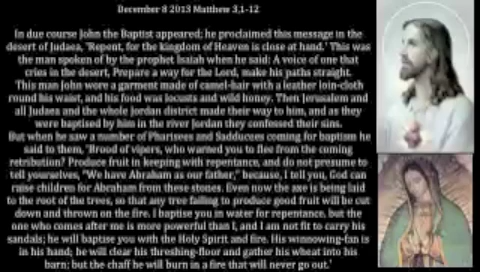 December 8 2013 Matthew 3,1-12
In due course John the Baptist appeared; he proclaimed this message in the
desert of Judaea, 'Repent, for the kingdom of Heaven is close at hand.' This was
the man spoken of by the prophet Isaiah when he said: A voice of one that
cries in the desert, Prepare a way for the Lord, make his paths straight.
This man John wore a garment made of camel-hair with a leather loin-cloth
round his waist, and his food was locusts and wild honey. Then Jerusalem and
all Judaea and the whole Jordan district made their way to him, and as they
were baptised by him in the river Jordan they confessed their sins.
But when he saw a number of Pharisees and Sadducees coming for baptism he
said to them, 'Brood of vipers, who warned you to flee from the coming
retribution? Produce fruit in keeping with repentance, and do not presume to
tell yourselves, "We have Abraham as our father," because, I tell you, God can
raise children for Abraham from these stones. Even now the axe is being laid
to the root of the trees, so that any tree failing to produce good fruit will be cut
down and thrown on the fire. I baptise you in water for repentance, but the
one who comes after me is more powerful than I, and I am not fit to carry his
sandals; he will baptise you with the Holy Spirit and fire. His winnowing-fan is
in his hand; he will clear his threshing-floor and gather his wheat into his
barn; but the chaff he will burn in a fire that will never go out.'